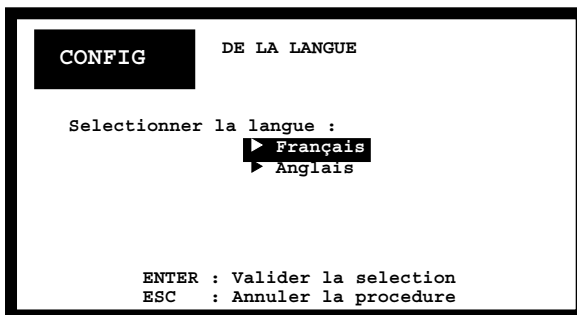 CONFIG DE LA LANGUE
Selectionner la langue :
▶ Français
▶ Anglais
ENTER : Valider la selection
ESC : Annuler la procedure